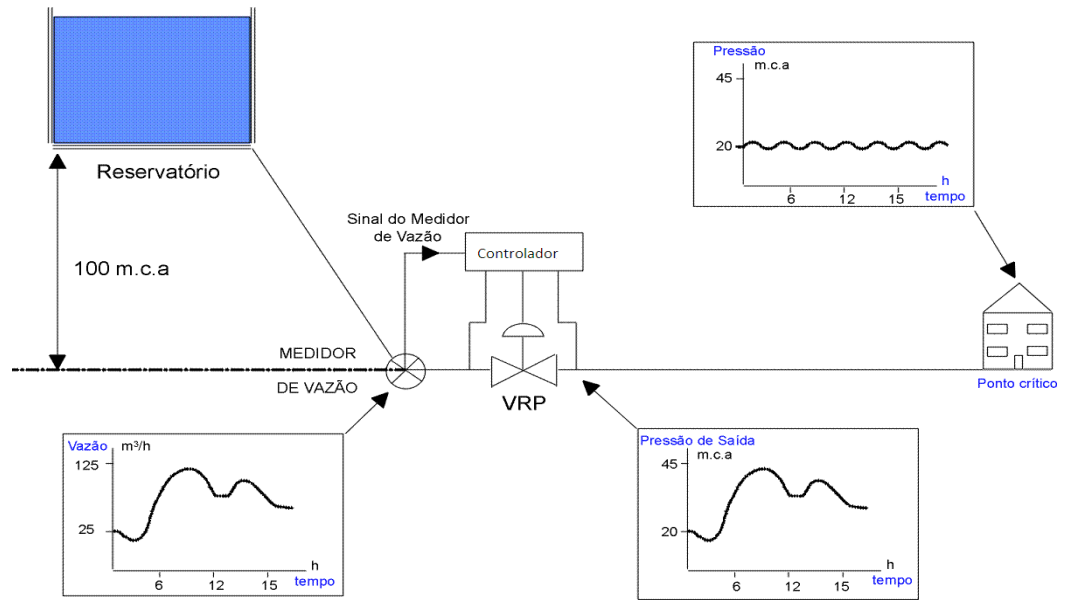 Reservatório
100 m.c.a
Sinal do Medidor
de Vazão
Controlador
MEDIDOR
DE VAZÃO
VRP
Pressão
m.c.a
45
20
6 12 15
h
tempo
Ponto crítico
Vazão m³/h
125
25
6 12 15
h
tempo
Pressão de Saída
m.c.a
45
20
6 12 15
h
tempo